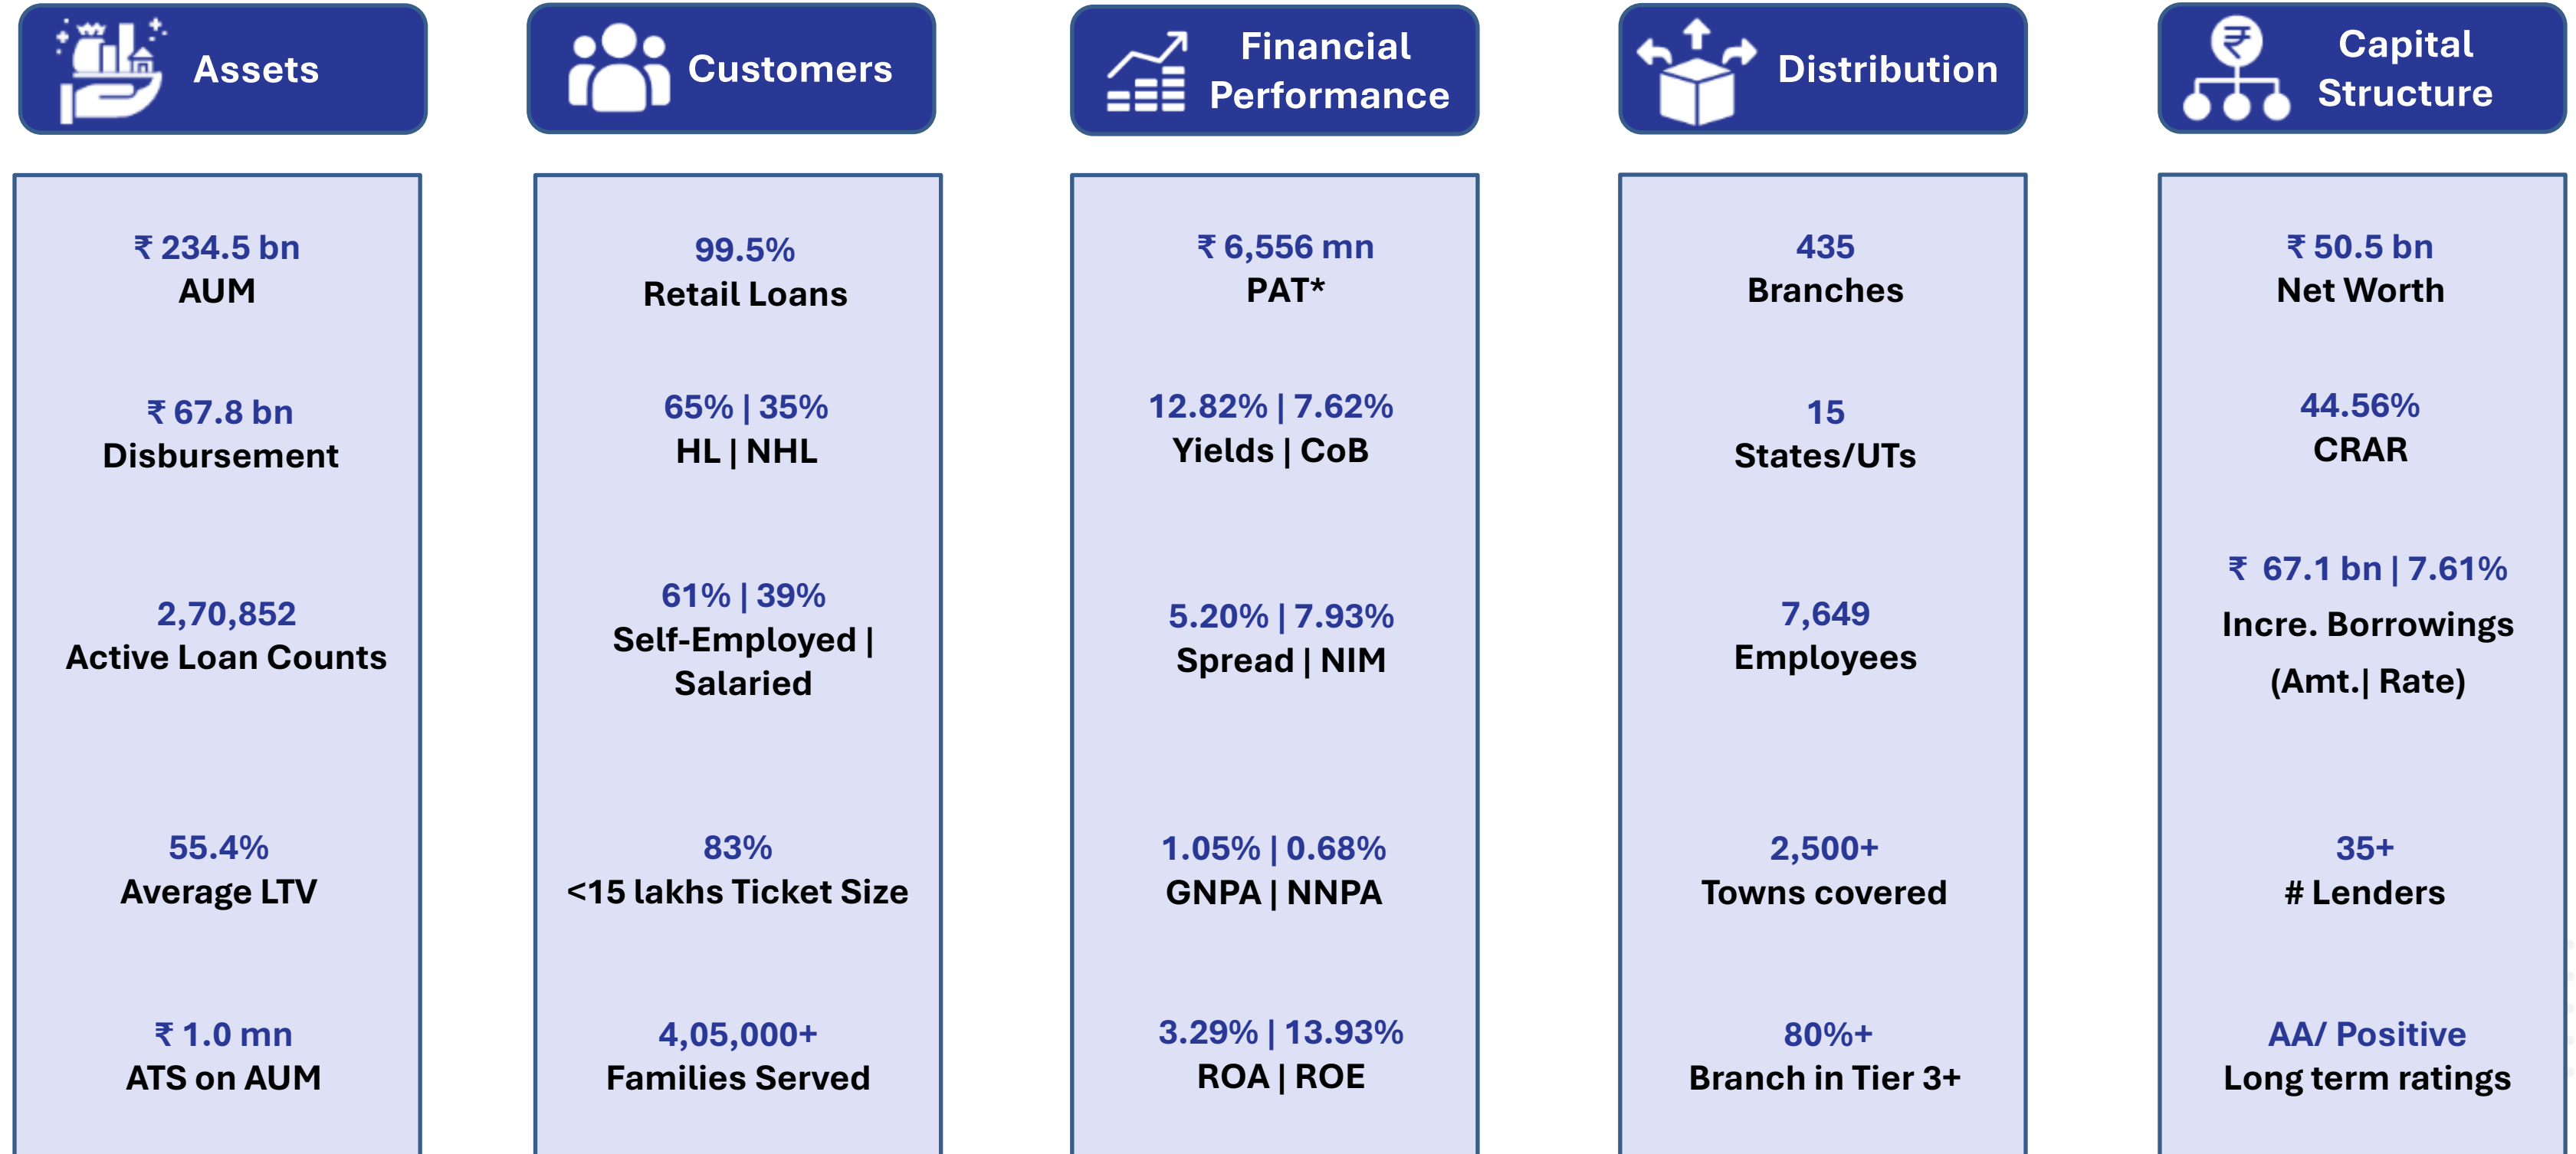 Assets
₹ 234.5 bn
AUM
₹ 67.8 bn
Disbursement
2,70,852
Active Loan Counts
55.4%
Average LTV
₹ 1.0 mn
ATS on AUM
Customers
99.5%
Retail Loans
65% | 35%
HL | NHL
61% | 39%
Self-Employed |
Salaried
83%
<15 lakhs Ticket Size
4,05,000+
Families Served
Financial
Performance
₹ 6,556 mn
PAT*
12.82% | 7.62%
Yields | CoB
5.20% | 7.93%
Spread | NIM
1.05% | 0.68%
GNPA | NNPA
3.29% | 13.93%
ROA | ROE
Distribution
435
Branches
15
States/UTs
7,649
Employees
2,500+
Towns covered
80%+
Branch in Tier 3+
Capital
Structure
₹ 50.5 bn
Net Worth
44.56%
CRAR
₹ 67.1 bn | 7.61%
Incre. Borrowings
(Amt.| Rate)
35+
# Lenders
AA/ Positive
Long term ratings